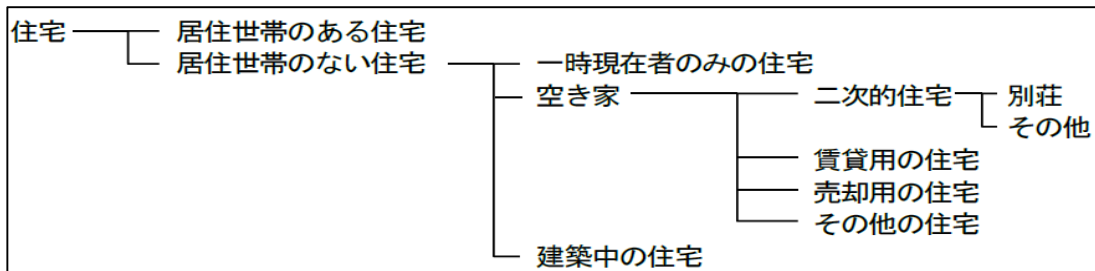 住宅 居住世帯のある住宅
居住世帯のない住宅 一時現在者のみの住宅
空き家 二次的住宅 別荘
その他
賃貸用の住宅
売却用の住宅
その他の住宅
建築中の住宅